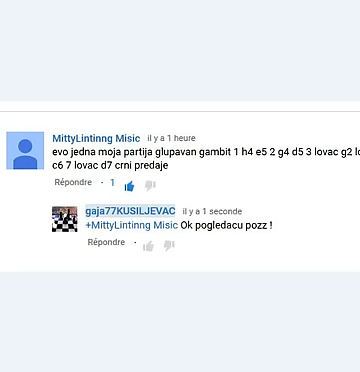 MittyLintinng Misic il y a 1 heure
evo jedna moja partija glupavan gambit 1 h4 e5 2 g4 d5 3 lovac g2
c6 7 lovac d7 crni predaje
Répondre · 1
gaja77KUSILJEVAC il y a 1 seconde
+MittyLintinng Misic Ok pogledacu pozz !
Répondre ·